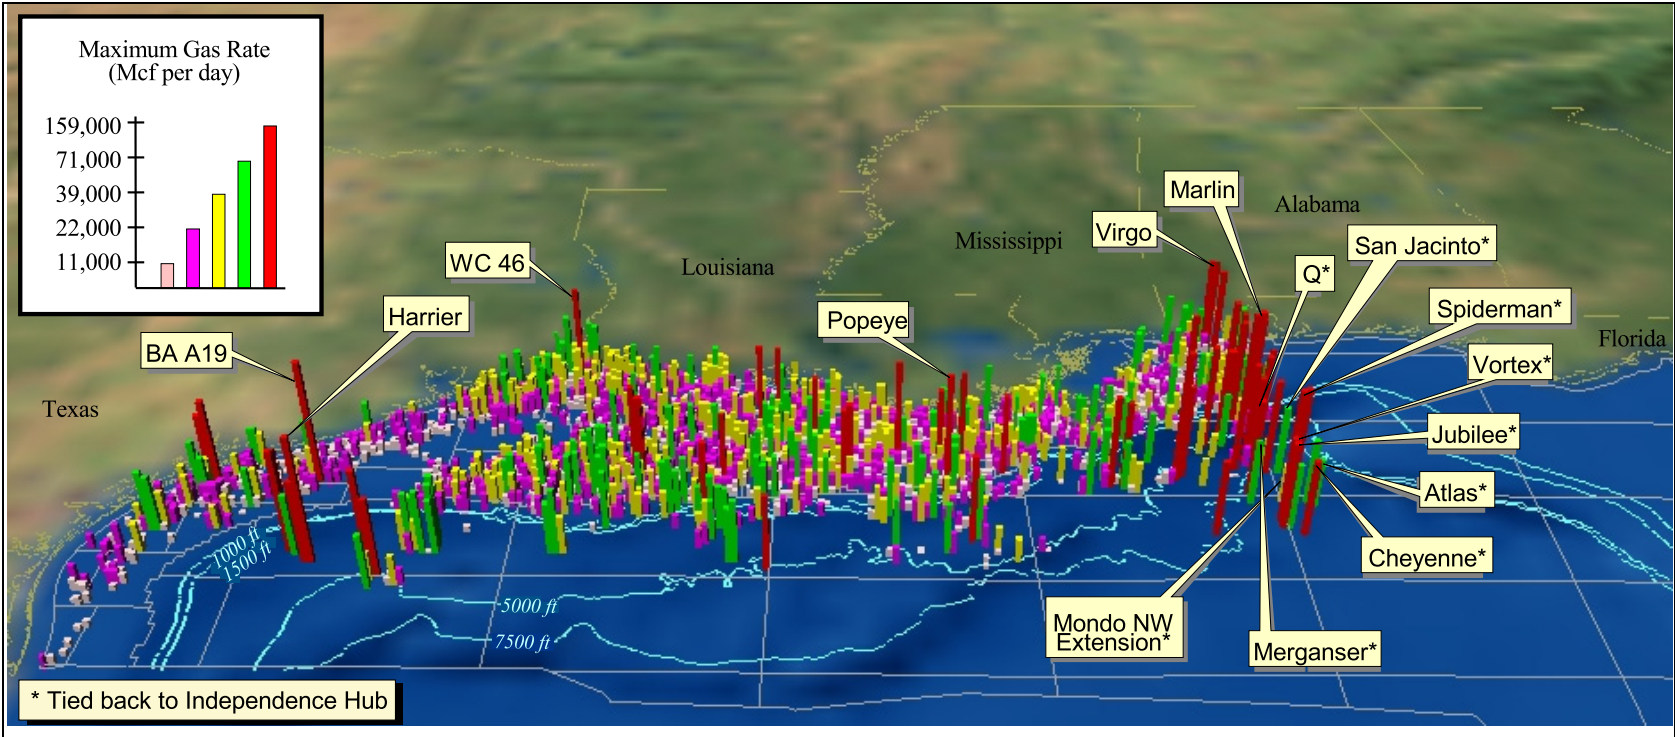 Maximum Gas Rate
(Mcf per day)
159,000
71,000
39,000
22,000
11,000
Marlin
Alabama
Virgo
Mississippi
San Jacinto*
WC 46
Louisiana
Q*
Harrier
Popeye
Spiderman*
Florida
BA A19
Vortex*
Texas
Jubilee*
Atlas*
1000 ft
1500 ft
Cheyenne*
5000 ft
7500 ft
Mondo NW
Extension*
Merganser*
* Tied back to Independence Hub